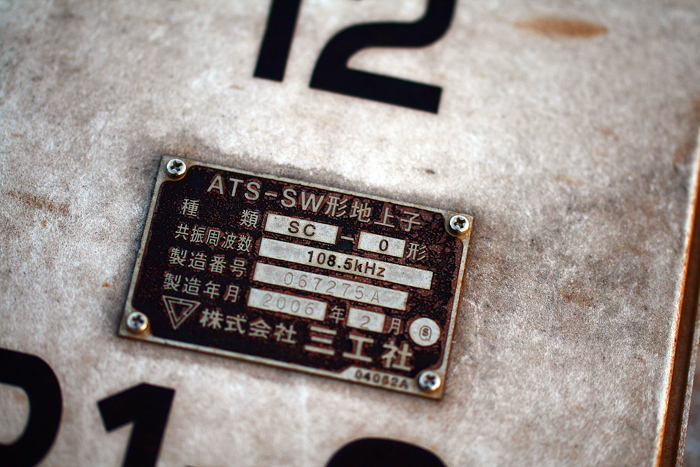 12
ATS-SW形地上子
種 類 SC - 0 形
共振周波数 108.5kHz
製造番号 067275A
製造年月 2006 年 2 月 S
株式会社 三工社
04062A
1